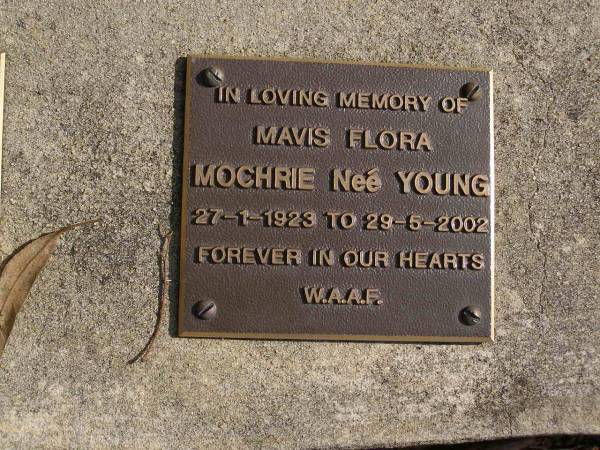 IN LOVING MEMORY OF
MAVIS FLORA
MOCHRIE Neé YOUNG
27-1-1923 TO 29-5-2002
FOREVER IN OUR HEARTS
W.A.A.F.